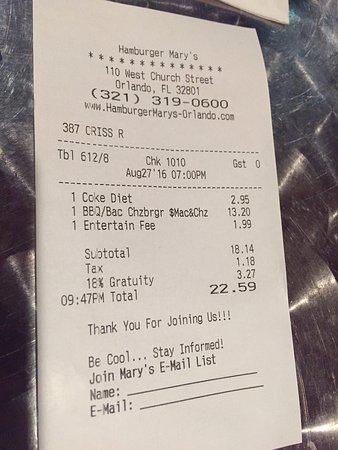 Hamburger Mary's
* * * * * * * * * * * * * *
110 West Church Street
Orlando, FL 32801
(321) 319-0600
www.HamburgerMarys-Orlando.com
387 CRISS R
Tbl 612/8 Chk 1010 Gst 0
Aug27'16 07:00PM
1 Coke Diet 2.95
1 BBQ/Bac Chzbrgr $Mac&Chz 13.20
1 Entertain Fee 1.99
Subtotal 18.14
Tax 1.18
18% Gratuity 3.27
09:47PM Total 22.59
Thank You For Joining Us!!!
Be Cool... Stay Informed!
Join Mary's E-Mail List
Name:
E-Mail: